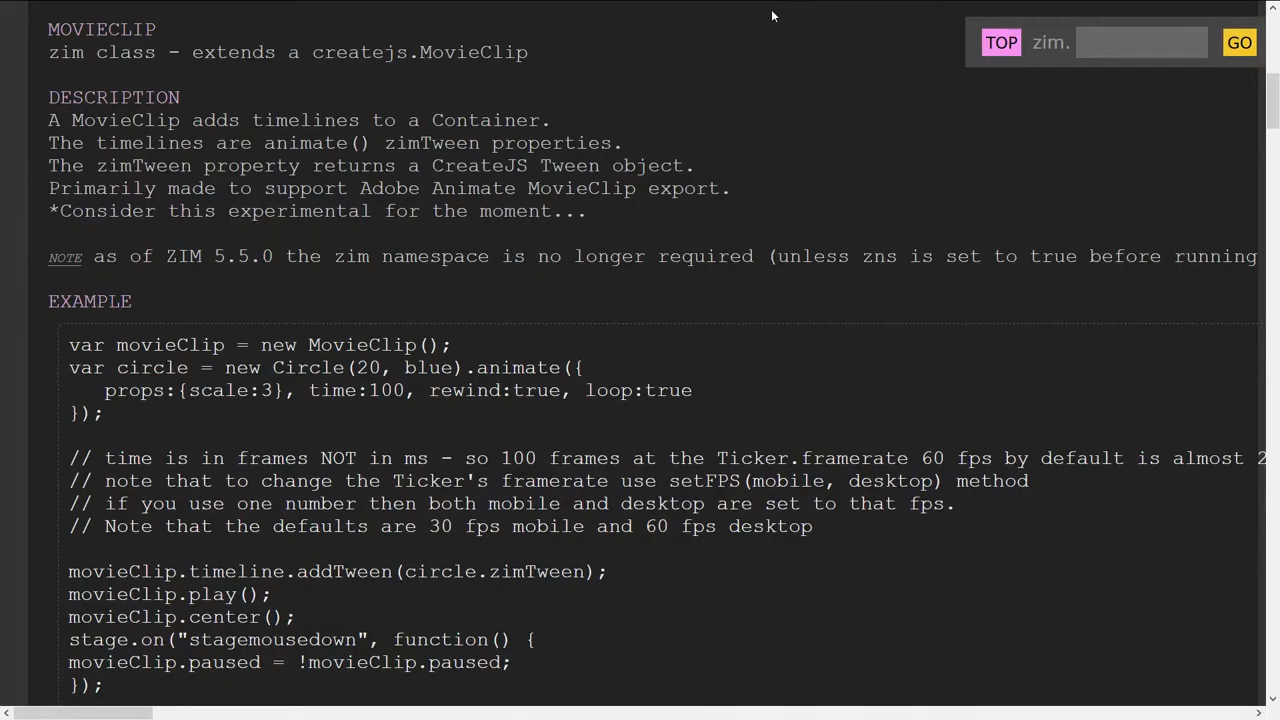 MOVIECLIP
zim class - extends a createjs.MovieClip
TOP zim. GO
DESCRIPTION
A MovieClip adds timelines to a Container.
The timelines are animate() zimTween properties.
The zimTween property returns a CreateJS Tween object.
Primarily made to support Adobe Animate MovieClip export.
*Consider this experimental for the moment...
NOTE as of ZIM 5.5.0 the zim namespace is no longer required (unless zns is set to true before running
EXAMPLE
var movieClip = new MovieClip();
var circle = new Circle(20, blue).animate({
props:{scale:3}, time:100, rewind:true, loop:true
});
// time is in frames NOT in ms - so 100 frames at the Ticker.framerate 60 fps by default is almost 2
// note that to change the Ticker's framerate use setFPS(mobile, desktop) method
// if you use one number then both mobile and desktop are set to that fps.
// Note that the defaults are 30 fps mobile and 60 fps desktop
movieClip.timeline.addTween(circle.zimTween);
movieClip.play();
movieClip.center();
stage.on("stagemousedown", function() {
movieClip.paused = !movieClip.paused;
});